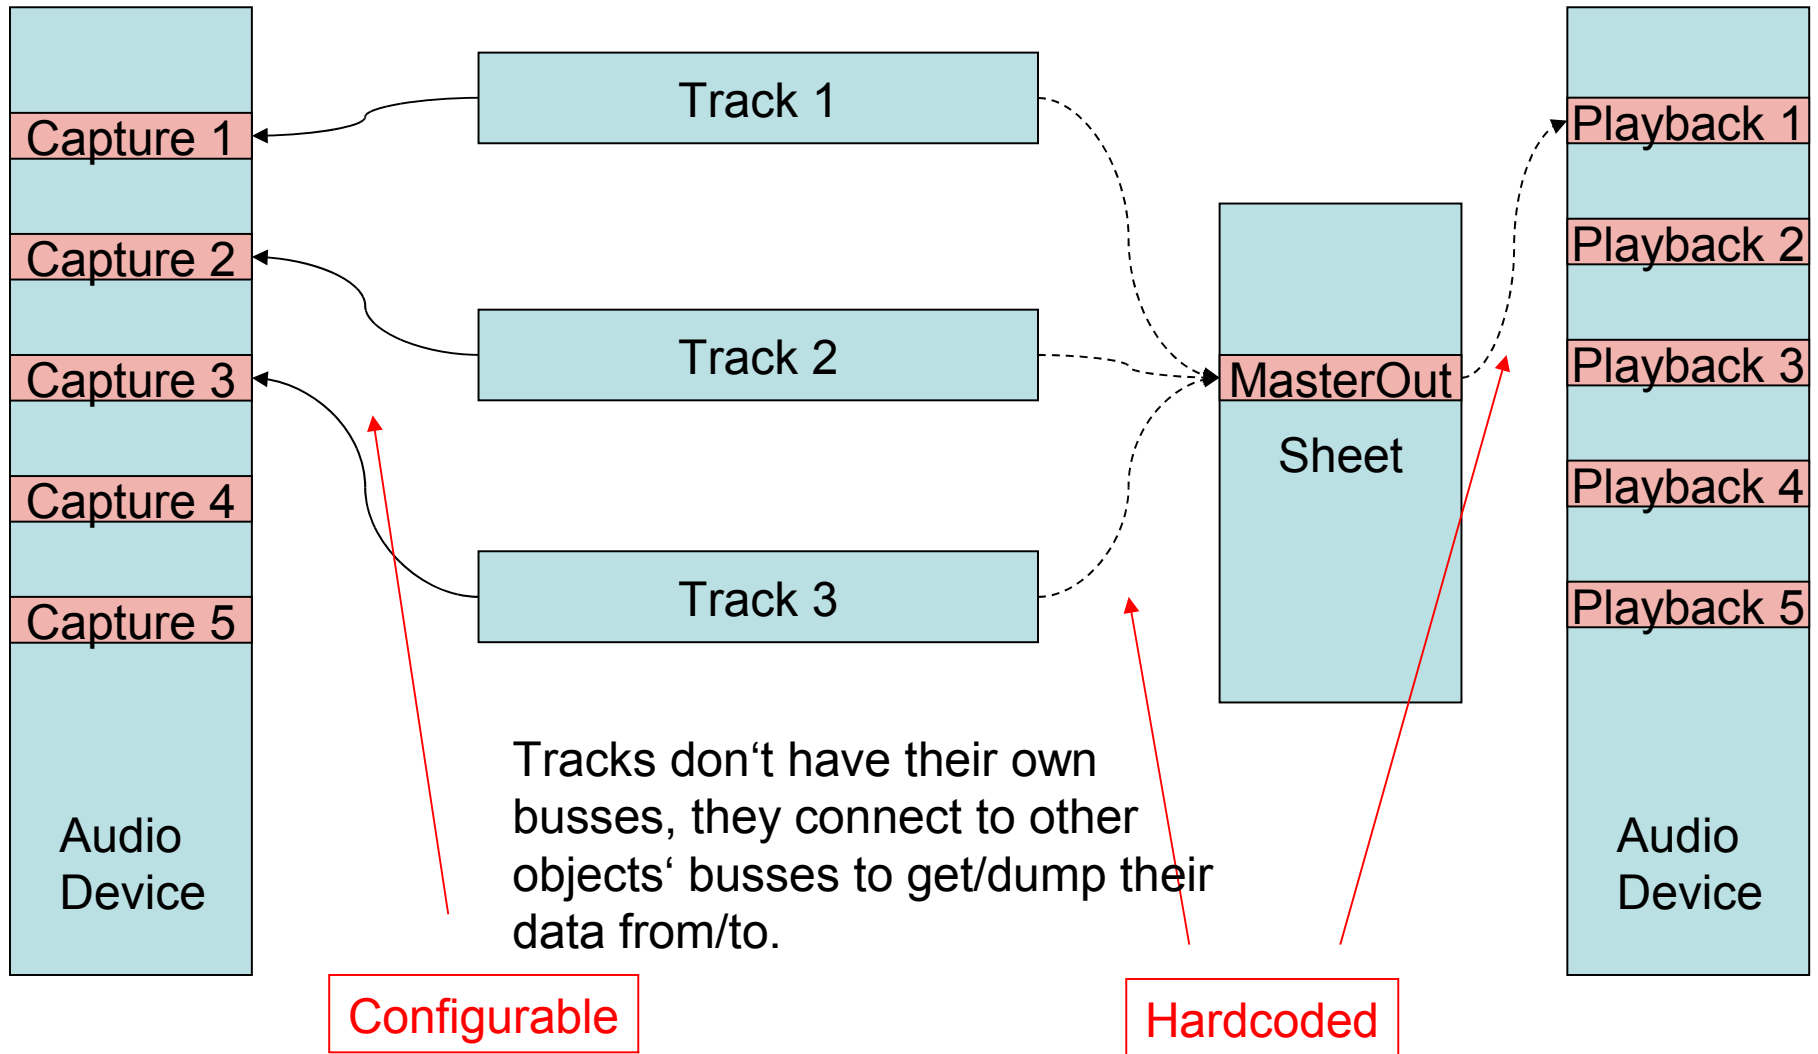 Capture 1
Capture 2
Capture 3
Capture 4
Capture 5
Audio
Device
Track 1
Track 2
Track 3
MasterOut
Sheet
Playback 1
Playback 2
Playback 3
Playback 4
Playback 5
Audio
Device
Tracks don‘t have their own
busses, they connect to other
objects‘ busses to get/dump their
data from/to.
Configurable
Hardcoded